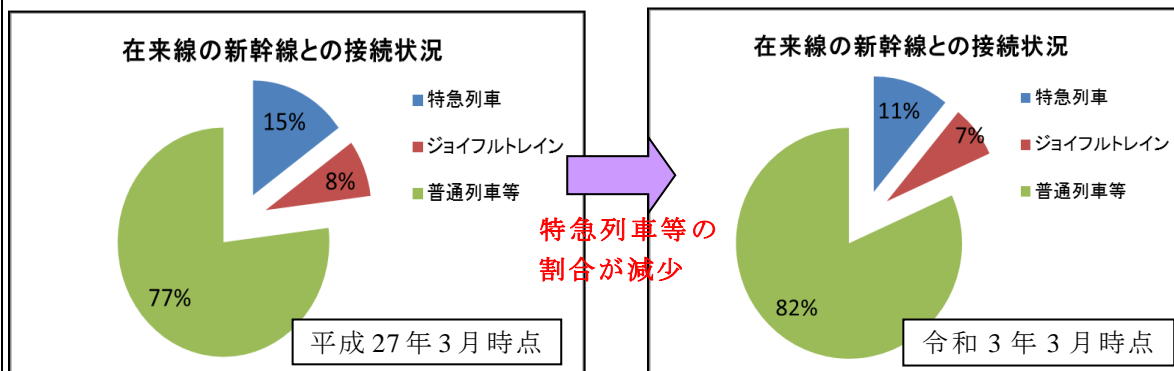 在来線の新幹線との接続状況
15%
8%
77%
特急列車
ジョイフルトレイン
普通列車等
平成27年3月時点
特急列車等の
割合が減少
在来線の新幹線との接続状況
11%
7%
82%
特急列車
ジョイフルトレイン
普通列車等
令和3年3月時点